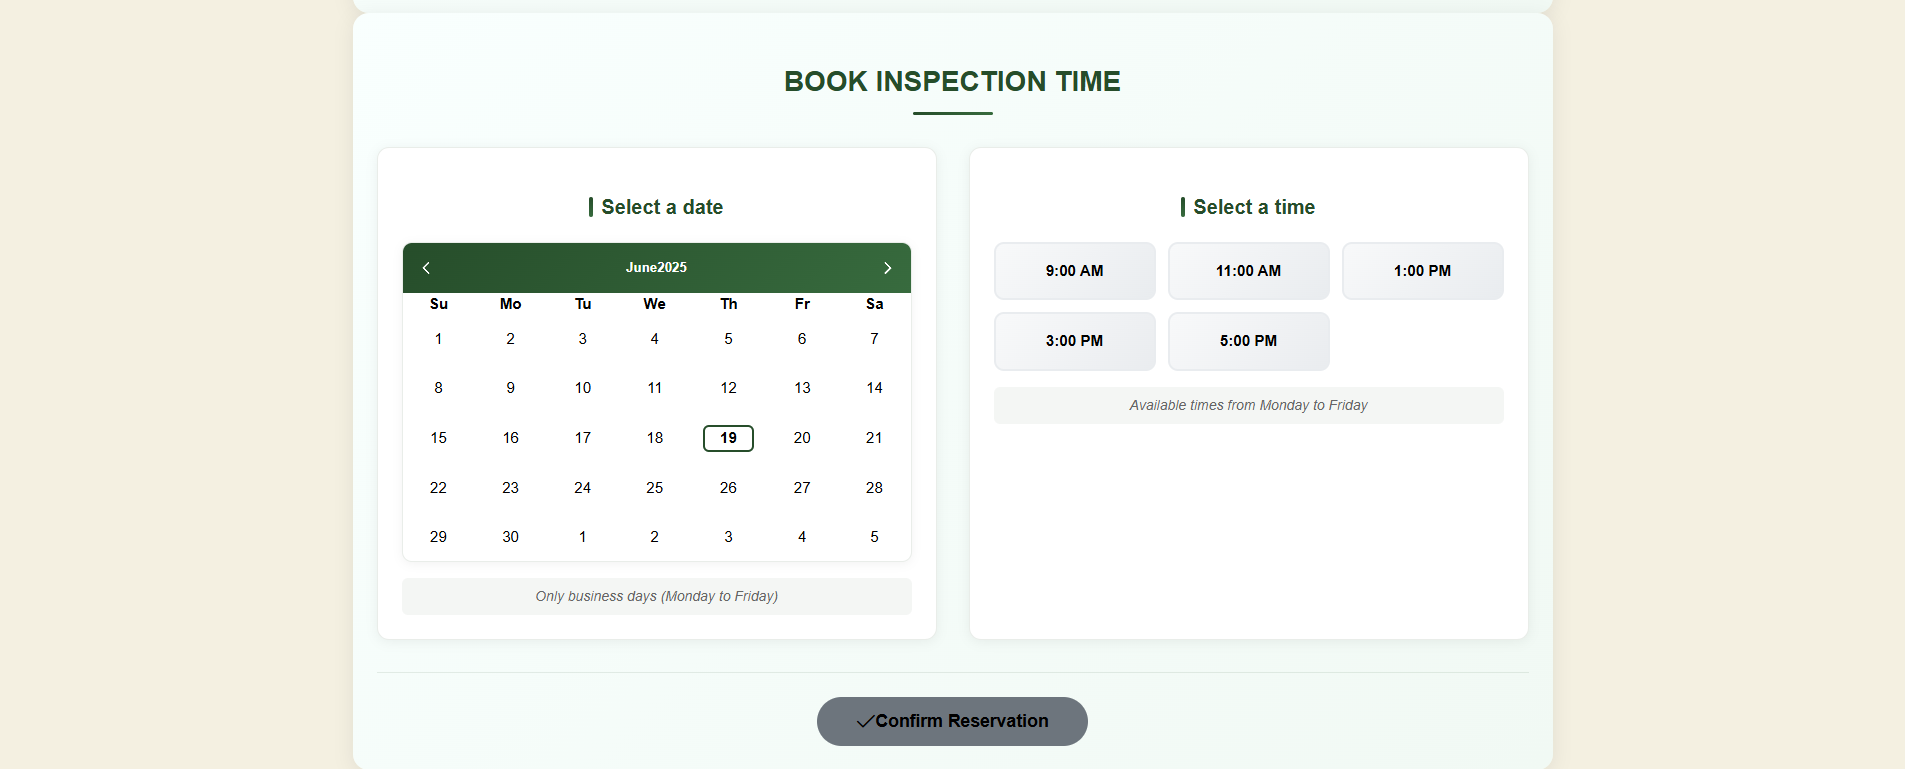 BOOK INSPECTION TIME
Select a date
June2025
Su Mo Tu We Th Fr Sa
1 2 3 4 5 6 7
8 9 10 11 12 13 14
15 16 17 18 19 20 21
22 23 24 25 26 27 28
29 30 1 2 3 4 5
Only business days (Monday to Friday)
Select a time
9:00 AM 11:00 AM 1:00 PM
3:00 PM 5:00 PM
Available times from Monday to Friday
Confirm Reservation